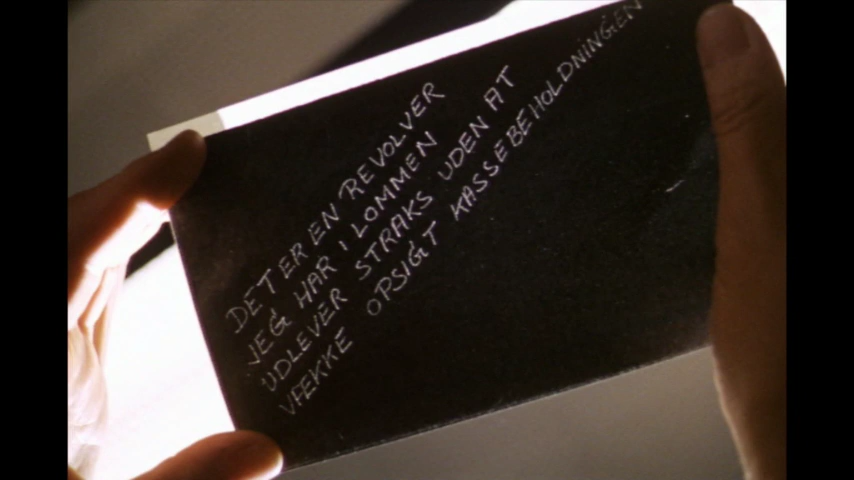 DET ER EN REVOLVER
JEG HAR I LOMMEN
UDLEVER STRAKS UDEN AT
VÆKKE OPSIGT KASSEBEHOLDNINGEN